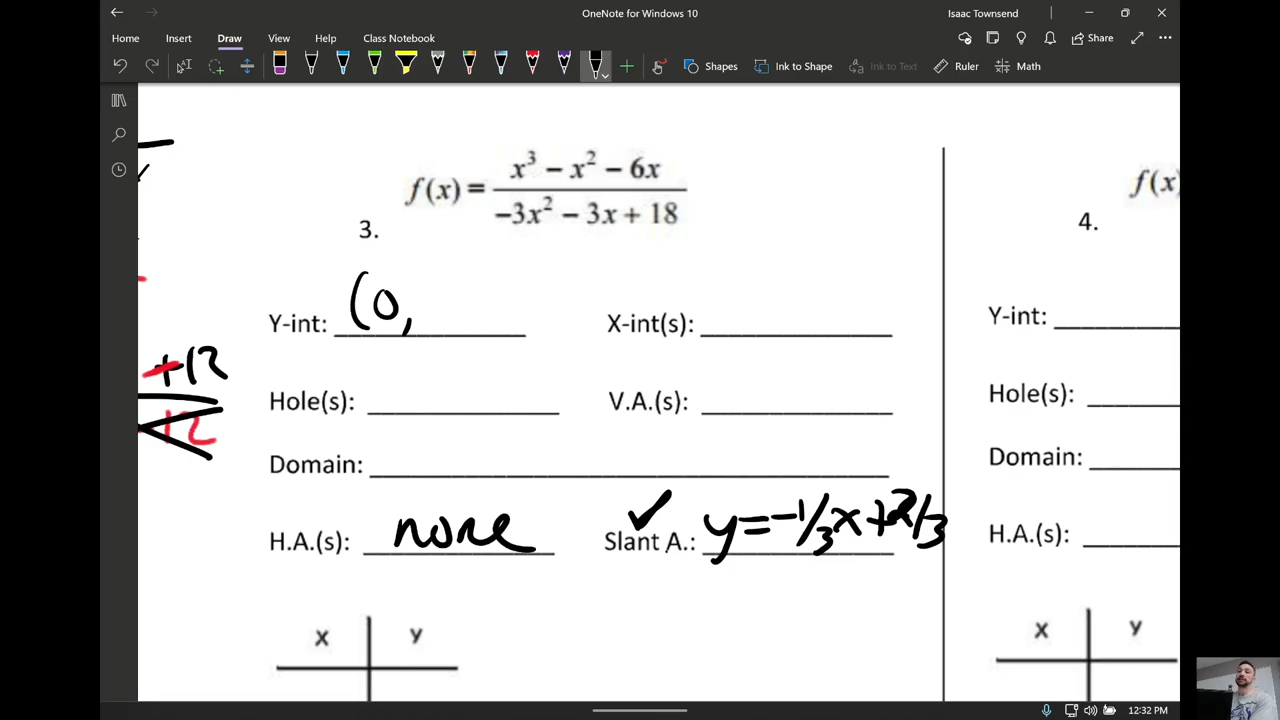 OneNote for Windows 10
Isaac Townsend
Home Insert Draw View Help Class Notebook
Share
Shapes Ink to Shape Ink to Text Ruler Math
f(x) = (x³ − x² − 6x)/(−3x² − 3x + 18)
3.
f(x)
4.
Y-int: (0,
X-int(s):
Y-int:
+12
12
Hole(s):
V.A.(s):
Hole(s):
Domain:
Domain:
H.A.(s): none
✓
Slant A.: y=-1/3x+2/3
H.A.(s):
x y
x y
12:32 PM